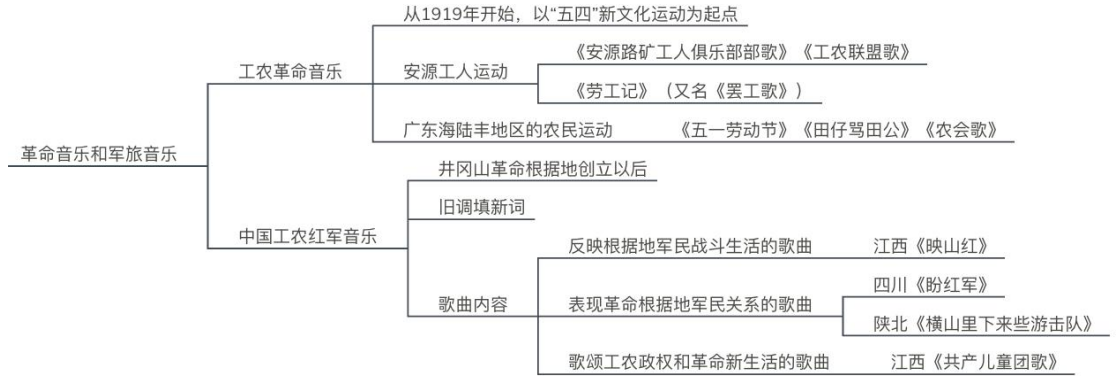 革命音乐和军旅音乐
工农革命音乐
从1919年开始，以“五四”新文化运动为起点
安源工人运动
《安源路矿工人俱乐部部歌》《工农联盟歌》
《劳工记》（又名《罢工歌》）
广东海陆丰地区的农民运动
《五一劳动节》《田仔骂田公》《农会歌》
中国工农红军音乐
井冈山革命根据地创立以后
旧调填新词
歌曲内容
反映根据地军民战斗生活的歌曲
江西《映山红》
表现革命根据地军民关系的歌曲
四川《盼红军》
陕北《横山里下来些游击队》
歌颂工农政权和革命新生活的歌曲
江西《共产儿童团歌》